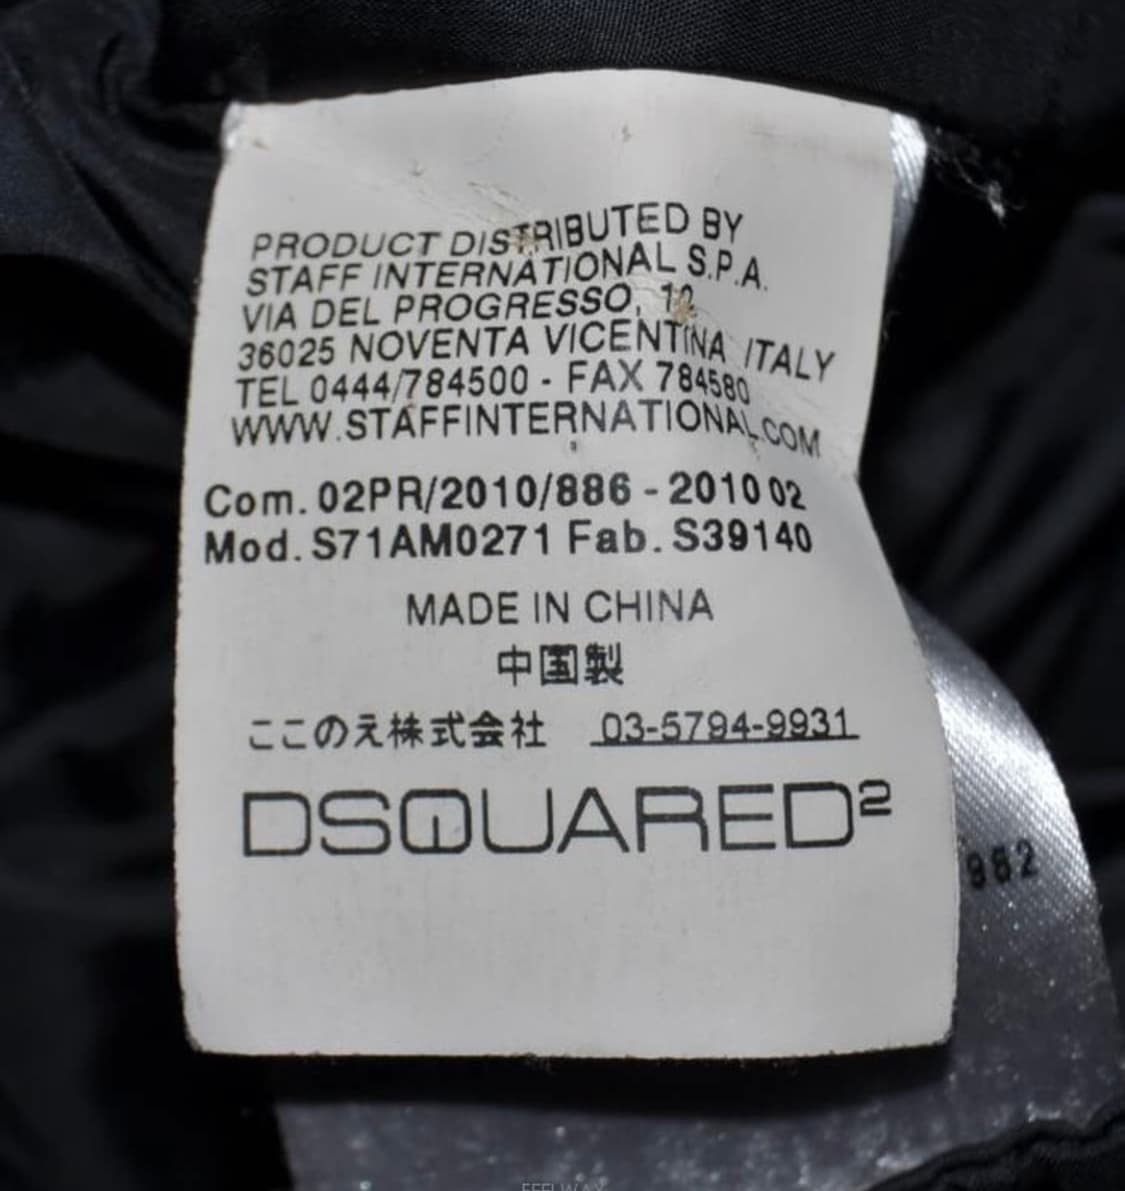 PRODUCT DISTRIBUTED BY
STAFF INTERNATIONAL S.P.A.
VIA DEL PROGRESSO, 10
36025 NOVENTA VICENTINA ITALY
TEL 0444/784500 - FAX 784580
WWW.STAFFINTERNATIONAL.COM
Com. 02PR/2010/886 - 2010 02
Mod. S71AM0271 Fab. S39140
MADE IN CHINA
中国製
ここのえ株式会社 03-5794-9931
DSQUARED²
982